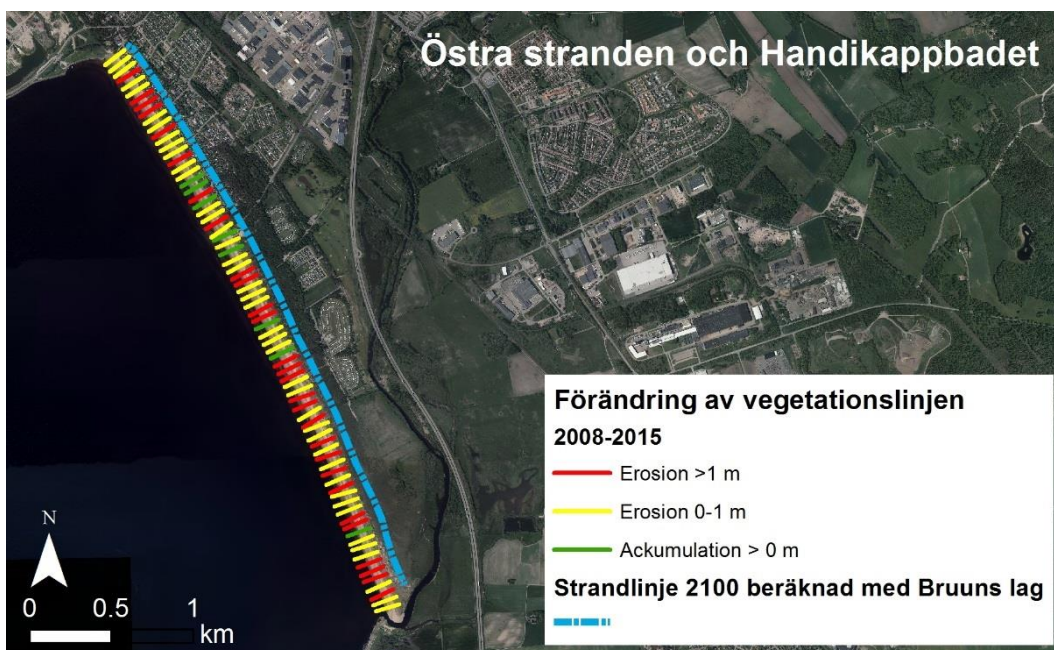 Östra stranden och Handikappbadet
Förändring av vegetationslinjen
2008-2015
Erosion >1 m
Erosion 0-1 m
Ackumulation > 0 m
Strandlinje 2100 beräknad med Bruuns lag
N
0 0.5 1
km